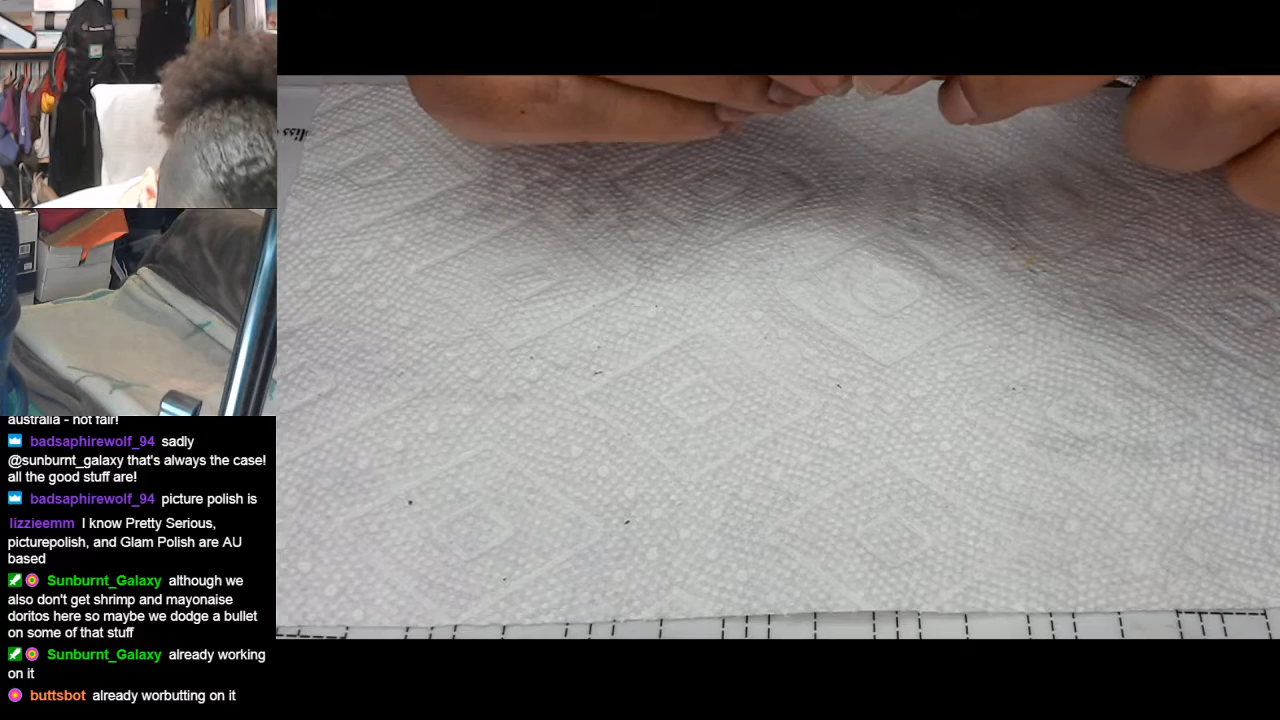 australia - not fair!
badsaphirewolf_94 sadly
@sunburnt_galaxy that's always the case!
all the good stuff are!
badsaphirewolf_94 picture polish is
lizzieemm I know Pretty Serious,
picturepolish, and Glam Polish are AU
based
Sunburnt_Galaxy although we
also don't get shrimp and mayonaise
doritos here so maybe we dodge a bullet
on some of that stuff
Sunburnt_Galaxy already working
on it
buttsbot already worbutting on it